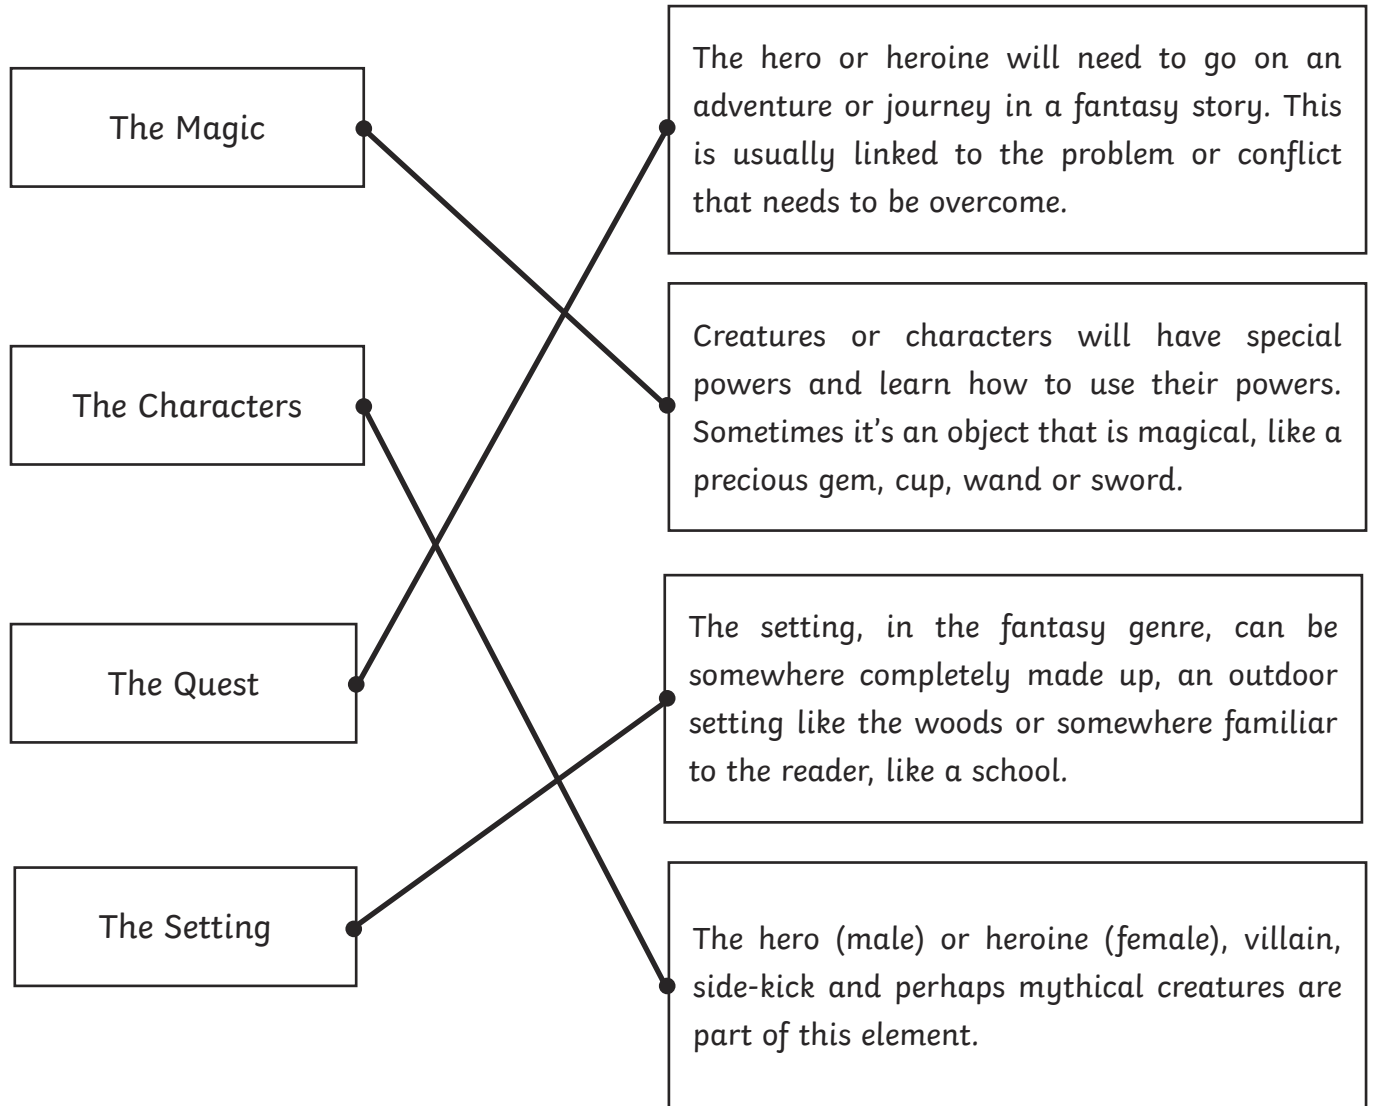 The Magic
The Characters
The Quest
The Setting
The hero or heroine will need to go on an
adventure or journey in a fantasy story. This
is usually linked to the problem or conflict
that needs to be overcome.
Creatures or characters will have special
powers and learn how to use their powers.
Sometimes it's an object that is magical, like a
precious gem, cup, wand or sword.
The setting, in the fantasy genre, can be
somewhere completely made up, an outdoor
setting like the woods or somewhere familiar
to the reader, like a school.
The hero (male) or heroine (female), villain,
side-kick and perhaps mythical creatures are
part of this element.